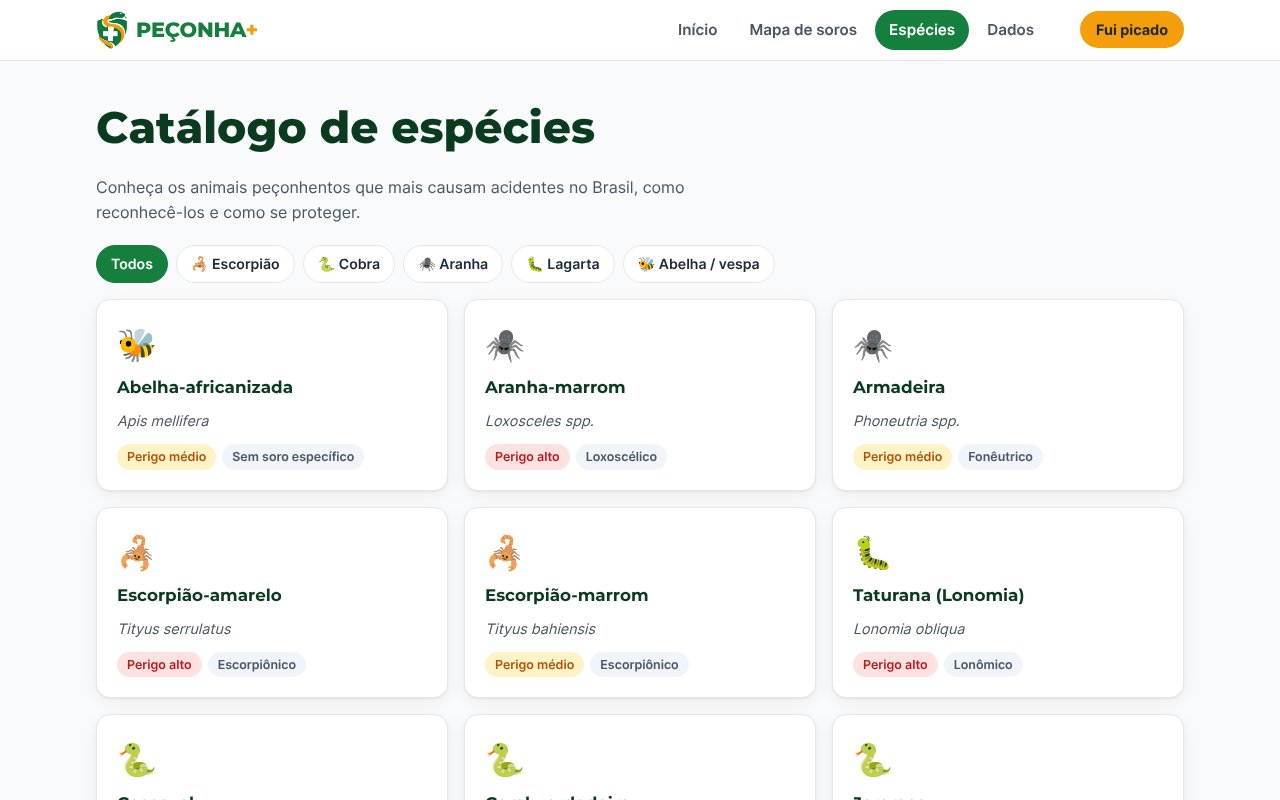 PEÇONHA+
Início
Mapa de soros
Espécies
Dados
Fui picado
Catálogo de espécies
Conheça os animais peçonhentos que mais causam acidentes no Brasil, como
reconhecê-los e como se proteger.
Todos
Escorpião
Cobra
Aranha
Lagarta
Abelha / vespa
Abelha-africanizada
Apis mellifera
Perigo médio
Sem soro específico
Aranha-marrom
Loxosceles spp.
Perigo alto
Loxoscélico
Armadeira
Phoneutria spp.
Perigo médio
Fonêutrico
Escorpião-amarelo
Tityus serrulatus
Perigo alto
Escorpiônico
Escorpião-marrom
Tityus bahiensis
Perigo médio
Escorpiônico
Taturana (Lonomia)
Lonomia obliqua
Perigo alto
Lonômico